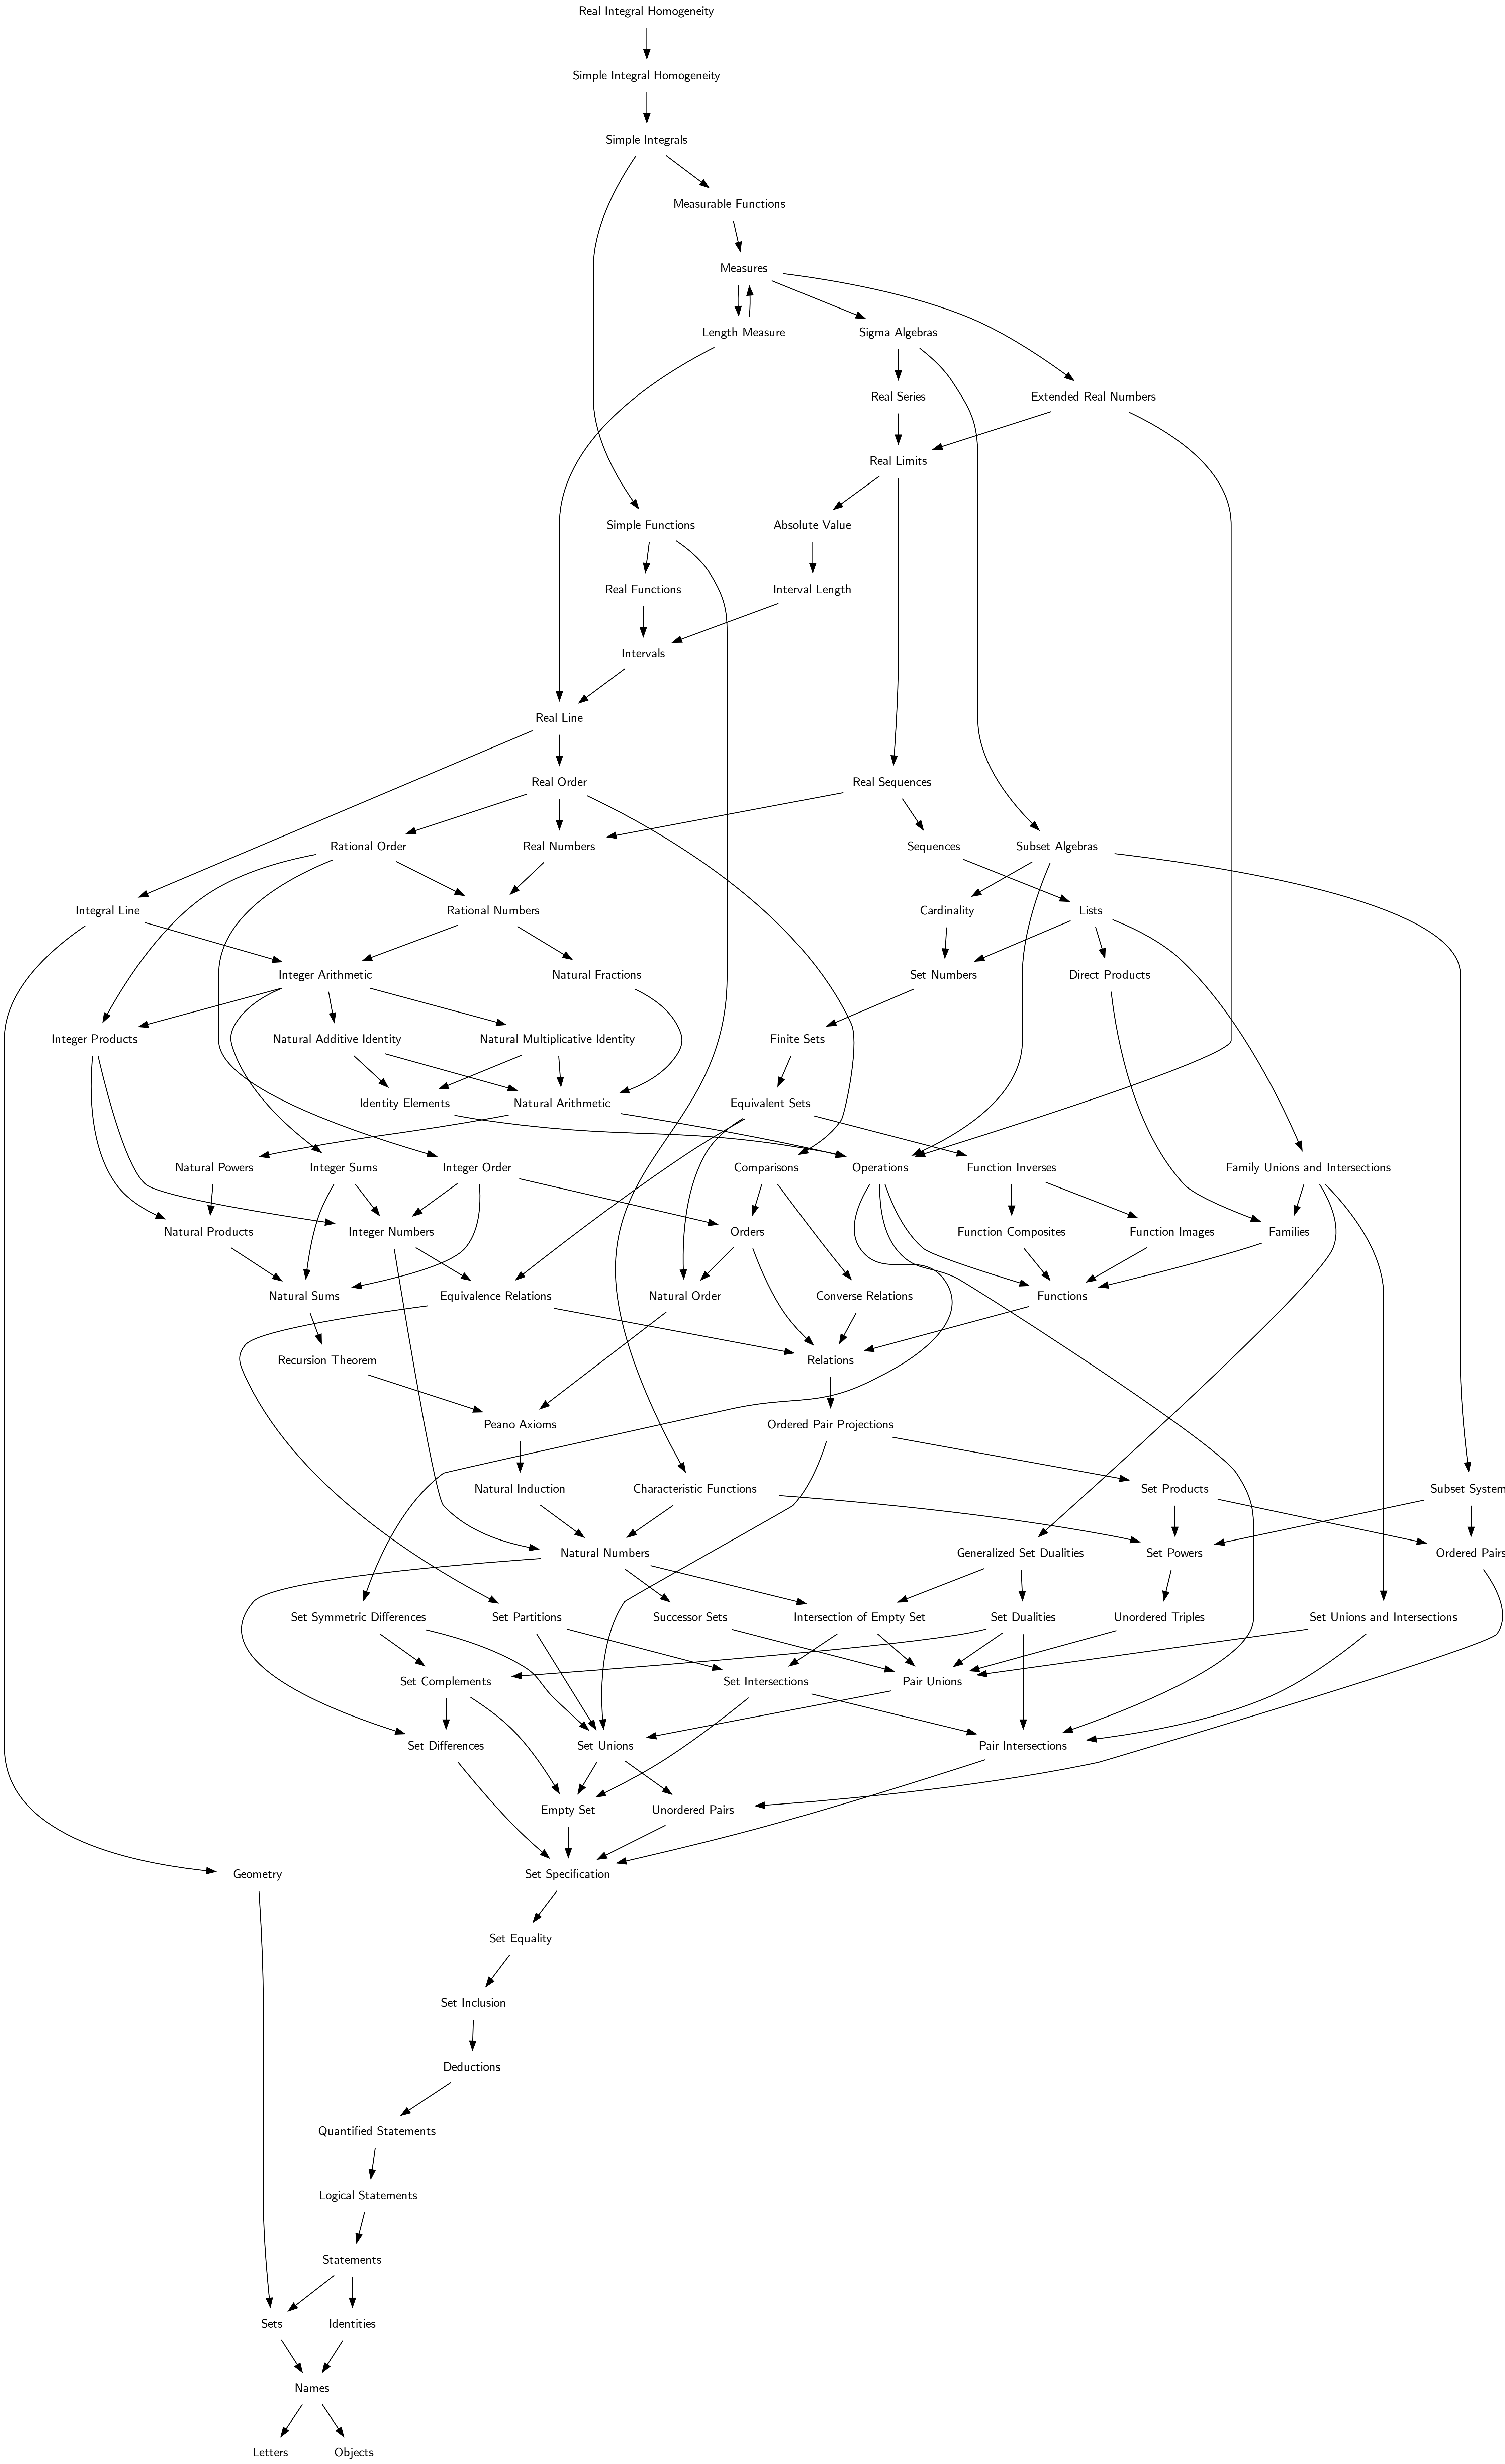 Real Integral Homogeneity
Simple Integral Homogeneity
Simple Integrals
Measurable Functions
Measures
Length Measure
Sigma Algebras
Real Series
Extended Real Numbers
Real Limits
Simple Functions
Absolute Value
Real Functions
Interval Length
Intervals
Real Line
Real Order
Real Sequences
Rational Order
Real Numbers
Sequences
Subset Algebras
Integral Line
Rational Numbers
Cardinality
Lists
Integer Arithmetic
Natural Fractions
Set Numbers
Direct Products
Integer Products
Natural Additive Identity
Natural Multiplicative Identity
Finite Sets
Identity Elements
Natural Arithmetic
Equivalent Sets
Natural Powers
Integer Sums
Integer Order
Comparisons
Operations
Function Inverses
Family Unions and Intersections
Natural Products
Integer Numbers
Orders
Function Composites
Function Images
Families
Natural Sums
Equivalence Relations
Natural Order
Converse Relations
Functions
Recursion Theorem
Relations
Peano Axioms
Ordered Pair Projections
Natural Induction
Characteristic Functions
Set Products
Subset System
Natural Numbers
Generalized Set Dualities
Set Powers
Ordered Pairs
Set Symmetric Differences
Set Partitions
Successor Sets
Intersection of Empty Set
Set Dualities
Unordered Triples
Set Unions and Intersections
Set Complements
Set Intersections
Pair Unions
Set Differences
Set Unions
Pair Intersections
Empty Set
Unordered Pairs
Geometry
Set Specification
Set Equality
Set Inclusion
Deductions
Quantified Statements
Logical Statements
Statements
Sets
Identities
Names
Letters
Objects